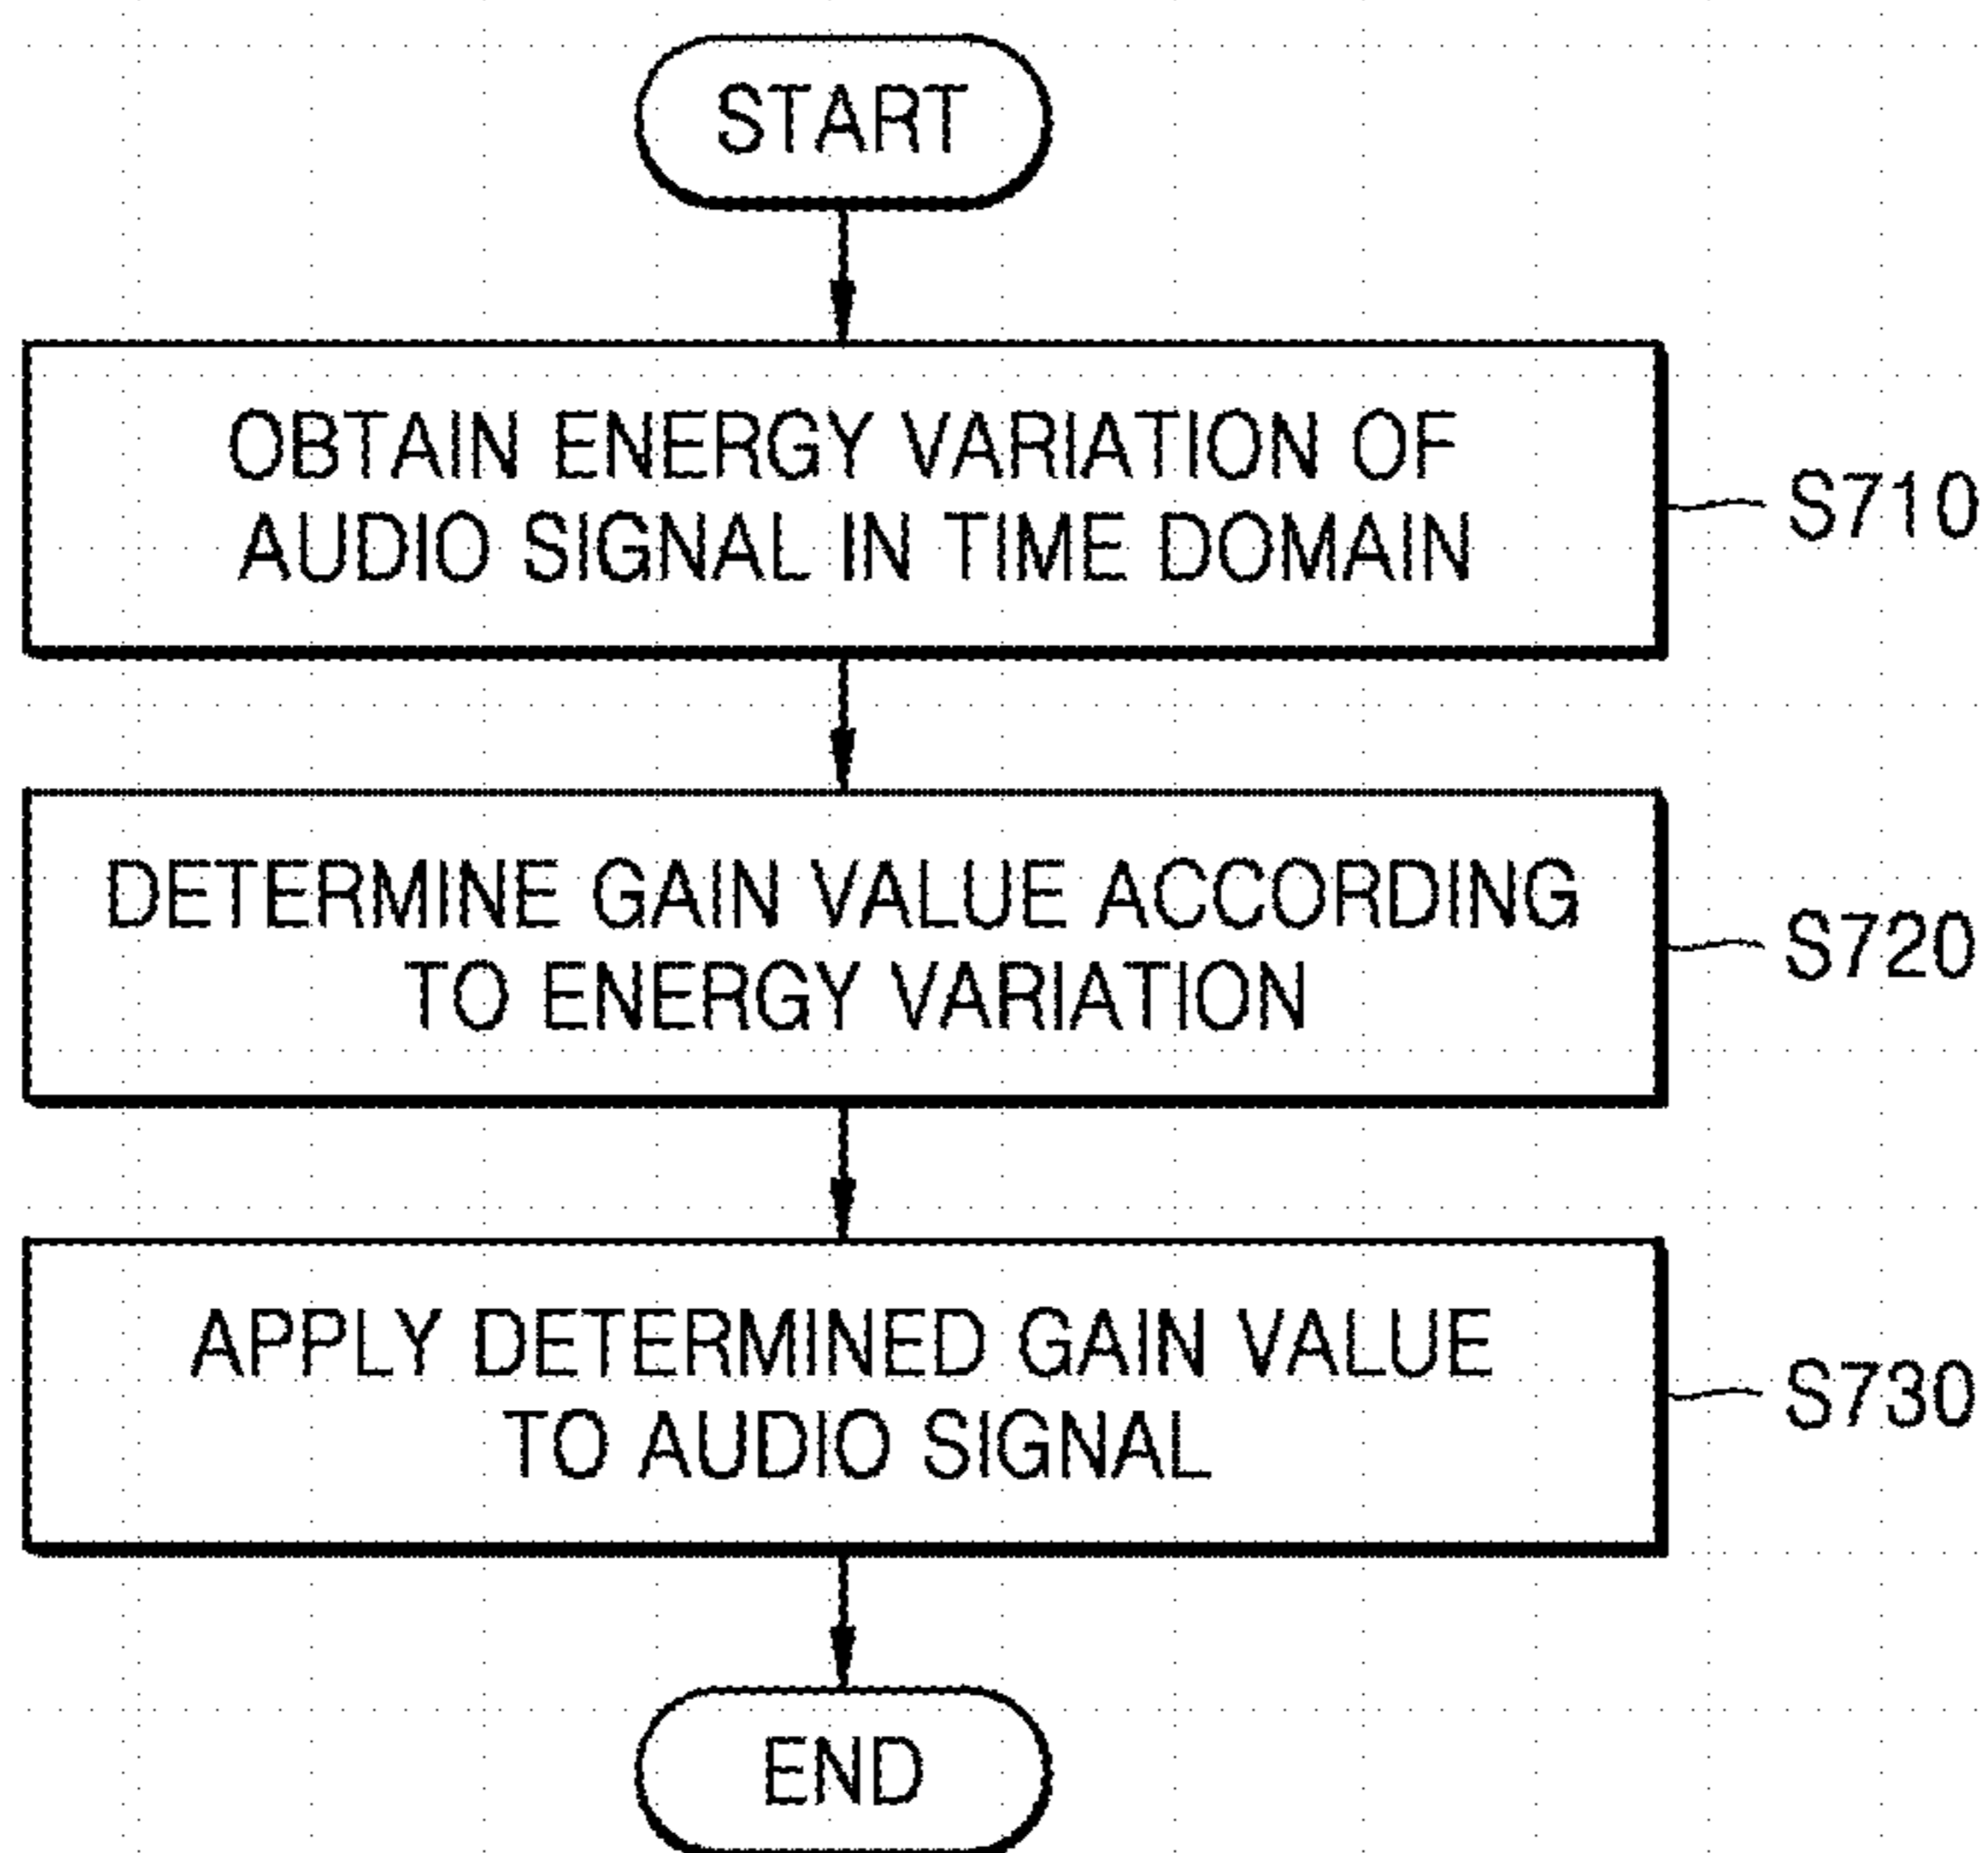 START
OBTAIN ENERGY VARIATION OF
AUDIO SIGNAL IN TIME DOMAIN
S710
DETERMINE GAIN VALUE ACCORDING
TO ENERGY VARIATION
S720
APPLY DETERMINED GAIN VALUE
TO AUDIO SIGNAL
S730
END